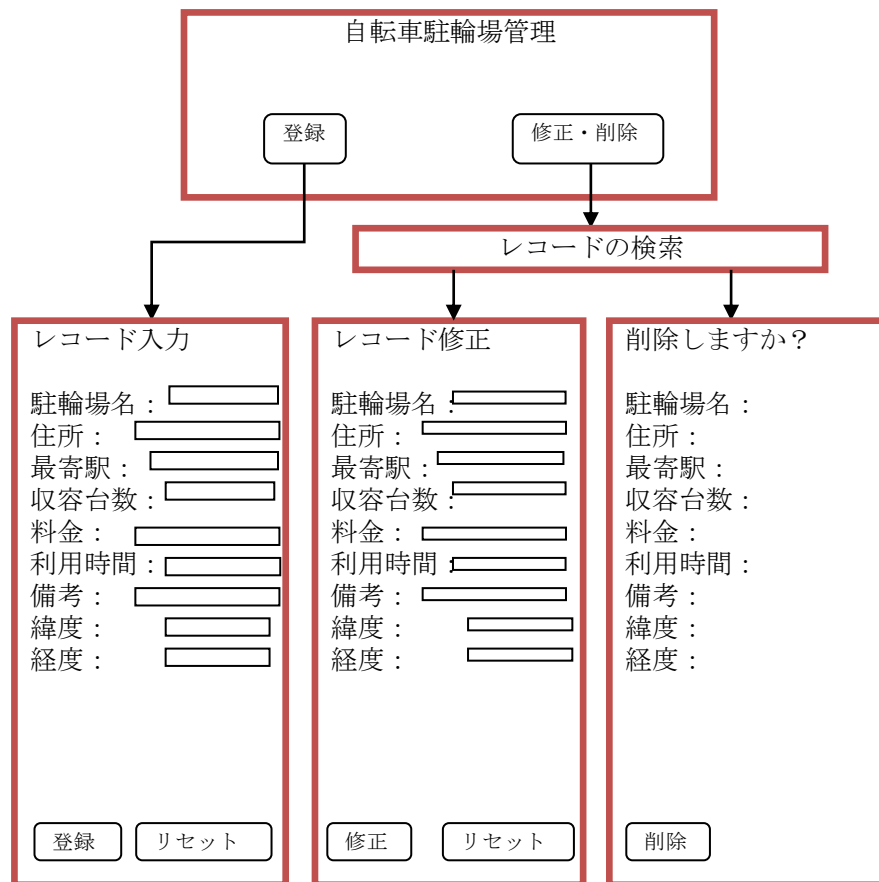 自転車駐輪場管理
登録
修正・削除
レコードの検索
レコード入力
駐輪場名：
住所：
最寄駅：
収容台数：
料金：
利用時間：
備考：
緯度：
経度：
登録
リセット
レコード修正
駐輪場名：
住所：
最寄駅：
収容台数：
料金：
利用時間：
備考：
緯度：
経度：
修正
リセット
削除しますか？
駐輪場名：
住所：
最寄駅：
収容台数：
料金：
利用時間：
備考：
緯度：
経度：
削除